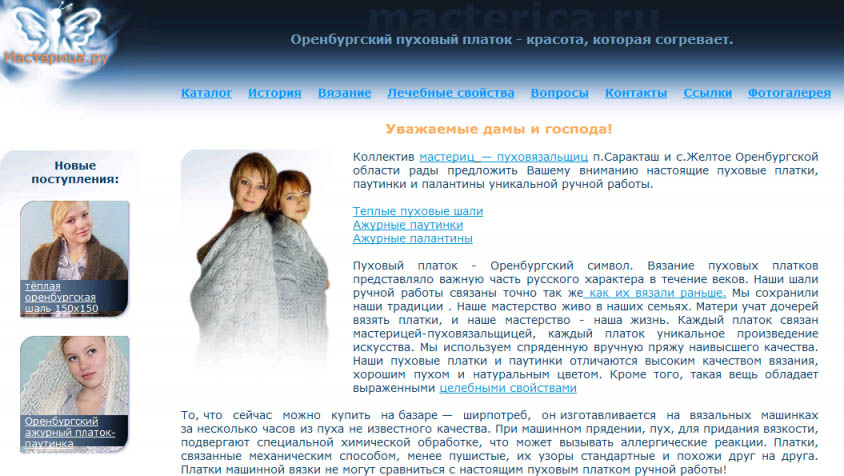 macterica.ru
Оренбургский пуховый платок - красота, которая согревает.
Мастерица.ру
Каталог История Вязание Лечебные свойства Вопросы Контакты Ссылки Фотогалерея
Уважаемые дамы и господа!
Новые
поступления:
тёплая
оренбургская
шаль 150х150
Оренбургский
ажурный платок-
паутинка
Коллектив мастериц — пуховязальщиц п.Саракташ и с.Желтое Оренбургской
области рады предложить Вашему вниманию настоящие пуховые платки,
паутинки и палантины уникальной ручной работы.
Теплые пуховые шали
Ажурные паутинки
Ажурные палантины
Пуховый платок - Оренбургский символ. Вязание пуховых платков
представляло важную часть русского характера в течение веков. Наши шали
ручной работы связаны точно так же как их вязали раньше. Мы сохранили
наши традиции . Наше мастерство живо в наших семьях. Матери учат дочерей
вязять платки, и наше мастерство - наша жизнь. Каждый платок связан
мастерицей-пуховязальщицей, каждый платок уникальное произведение
искусства. Мы используем спряденную вручную пряжу наивысшего качества.
Наши пуховые платки и паутинки отличаются высоким качеством вязания,
хорошим пухом и натуральным цветом. Кроме того, такая вещь обладает
выраженными целебными свойствами
То, что сейчас можно купить на базаре — ширпотреб, он изготавливается на вязальных машинках
за несколько часов из пуха не известного качества. При машинном прядении, пух, для придания вязкости,
подвергают специальной химической обработке, что может вызывать аллергические реакции. Платки,
связанные механическим способом, менее пушистые, их узоры стандартные и похожи друг на друга.
Платки машинной вязки не могут сравниться с настоящим пуховым платком ручной работы!